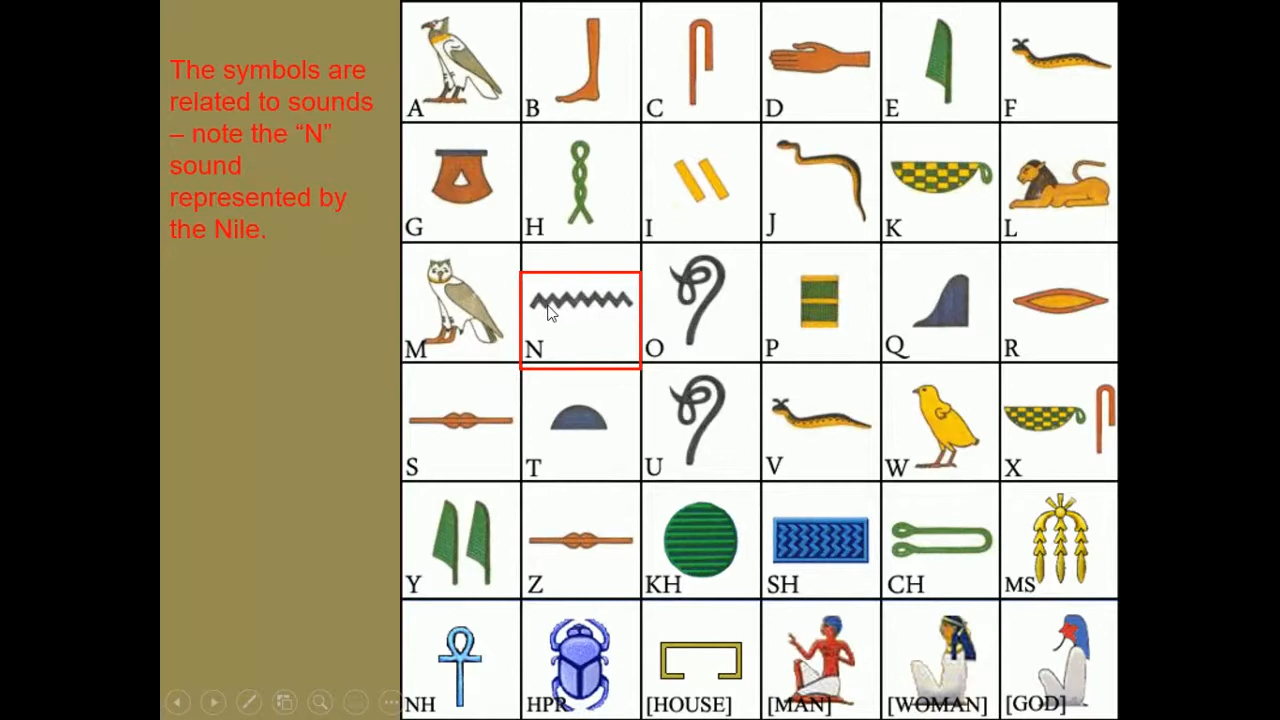 The symbols are
related to sounds
– note the “N”
sound
represented by
the Nile.
A B C D E F
G H I J K L
M N O P Q R
S T U V W X
Y Z KH SH CH MS
NH HPR [HOUSE] [MAN] [WOMAN] [GOD]